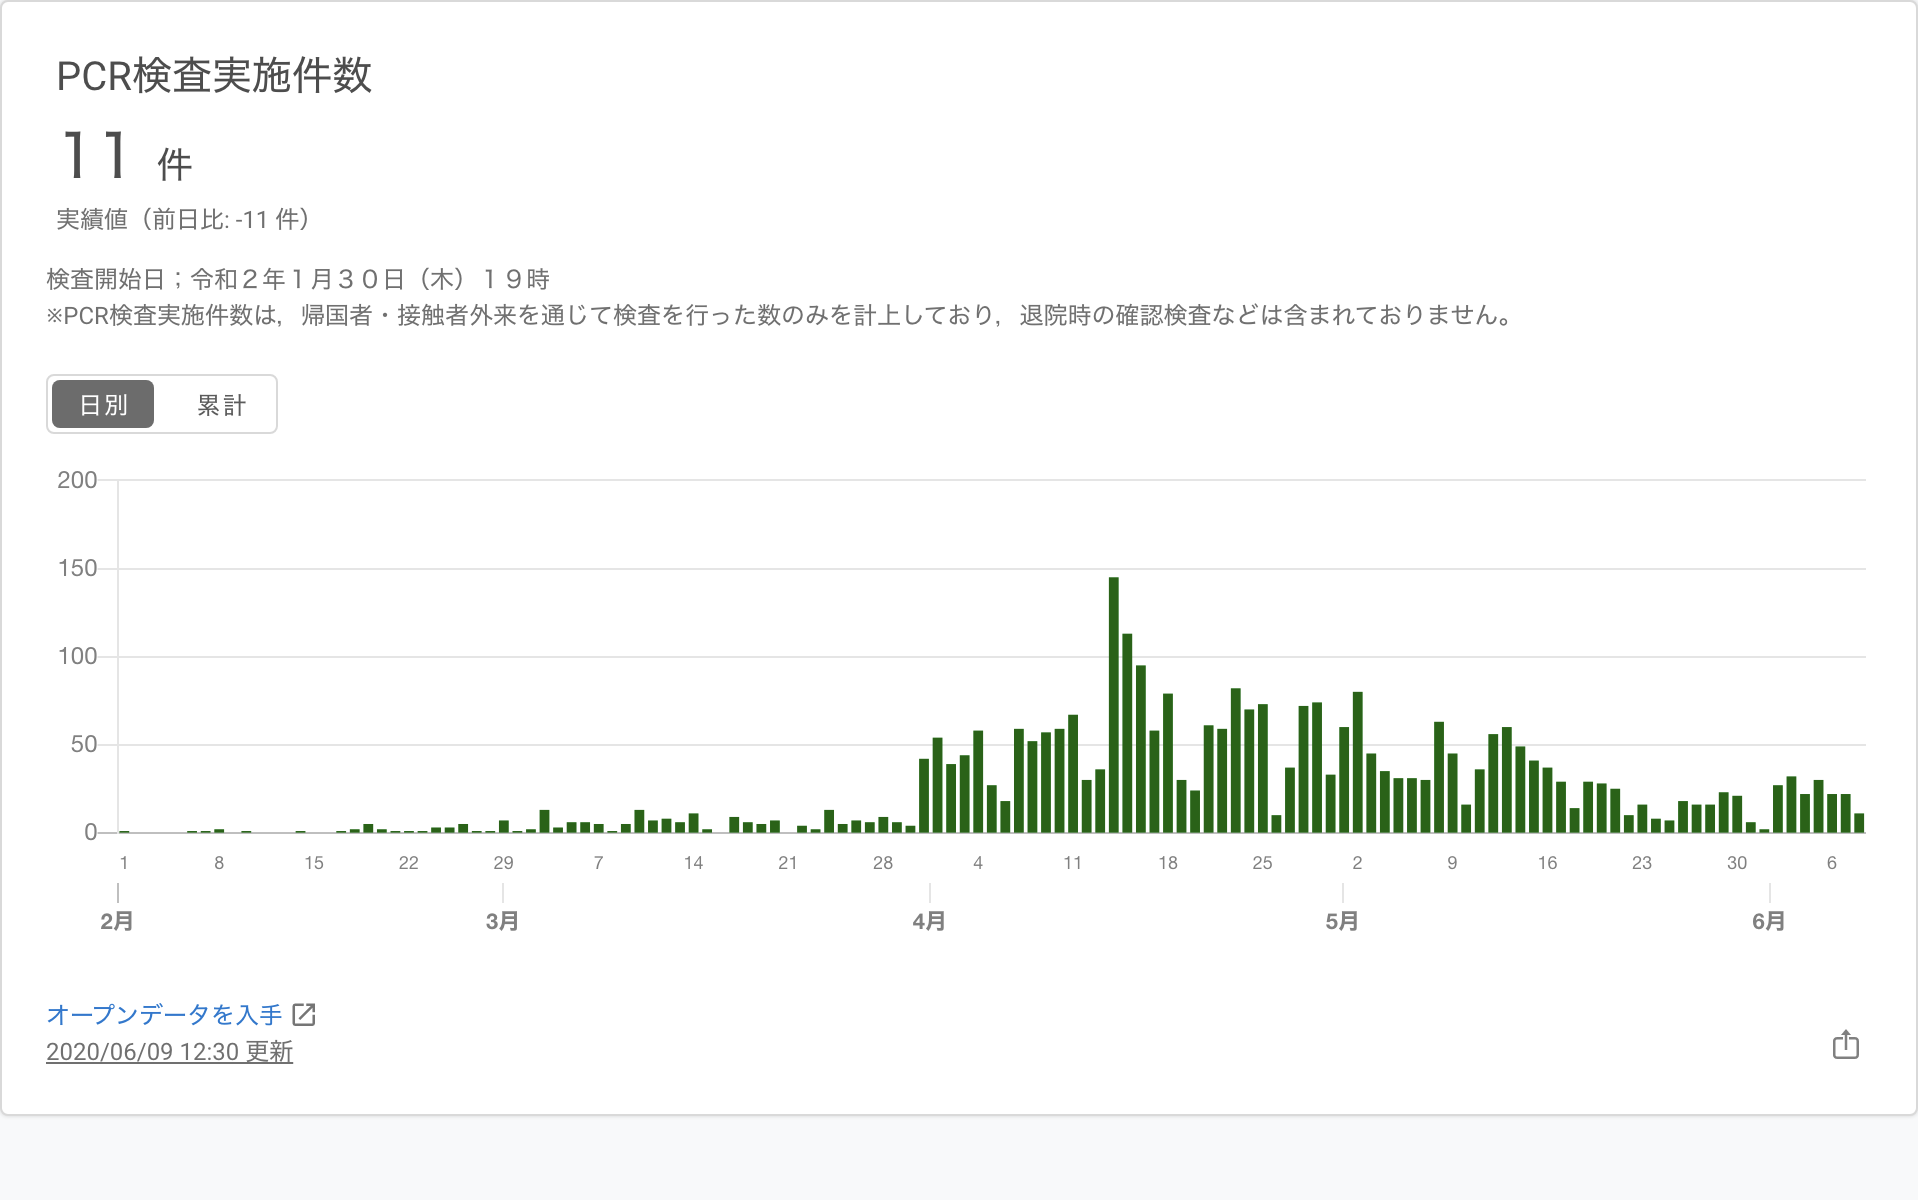 PCR検査実施件数
11 件
実績値（前日比: -11 件）
検査開始日；令和２年１月３０日（木）１９時
※PCR検査実施件数は，帰国者・接触者外来を通じて検査を行った数のみを計上しており，退院時の確認検査などは含まれておりません。
日別 累計
200
150
100
50
0
1 8 15 22 29 7 14 21 28 4 11 18 25 2 9 16 23 30 6
2月 3月 4月 5月 6月
オープンデータを入手
2020/06/09 12:30 更新